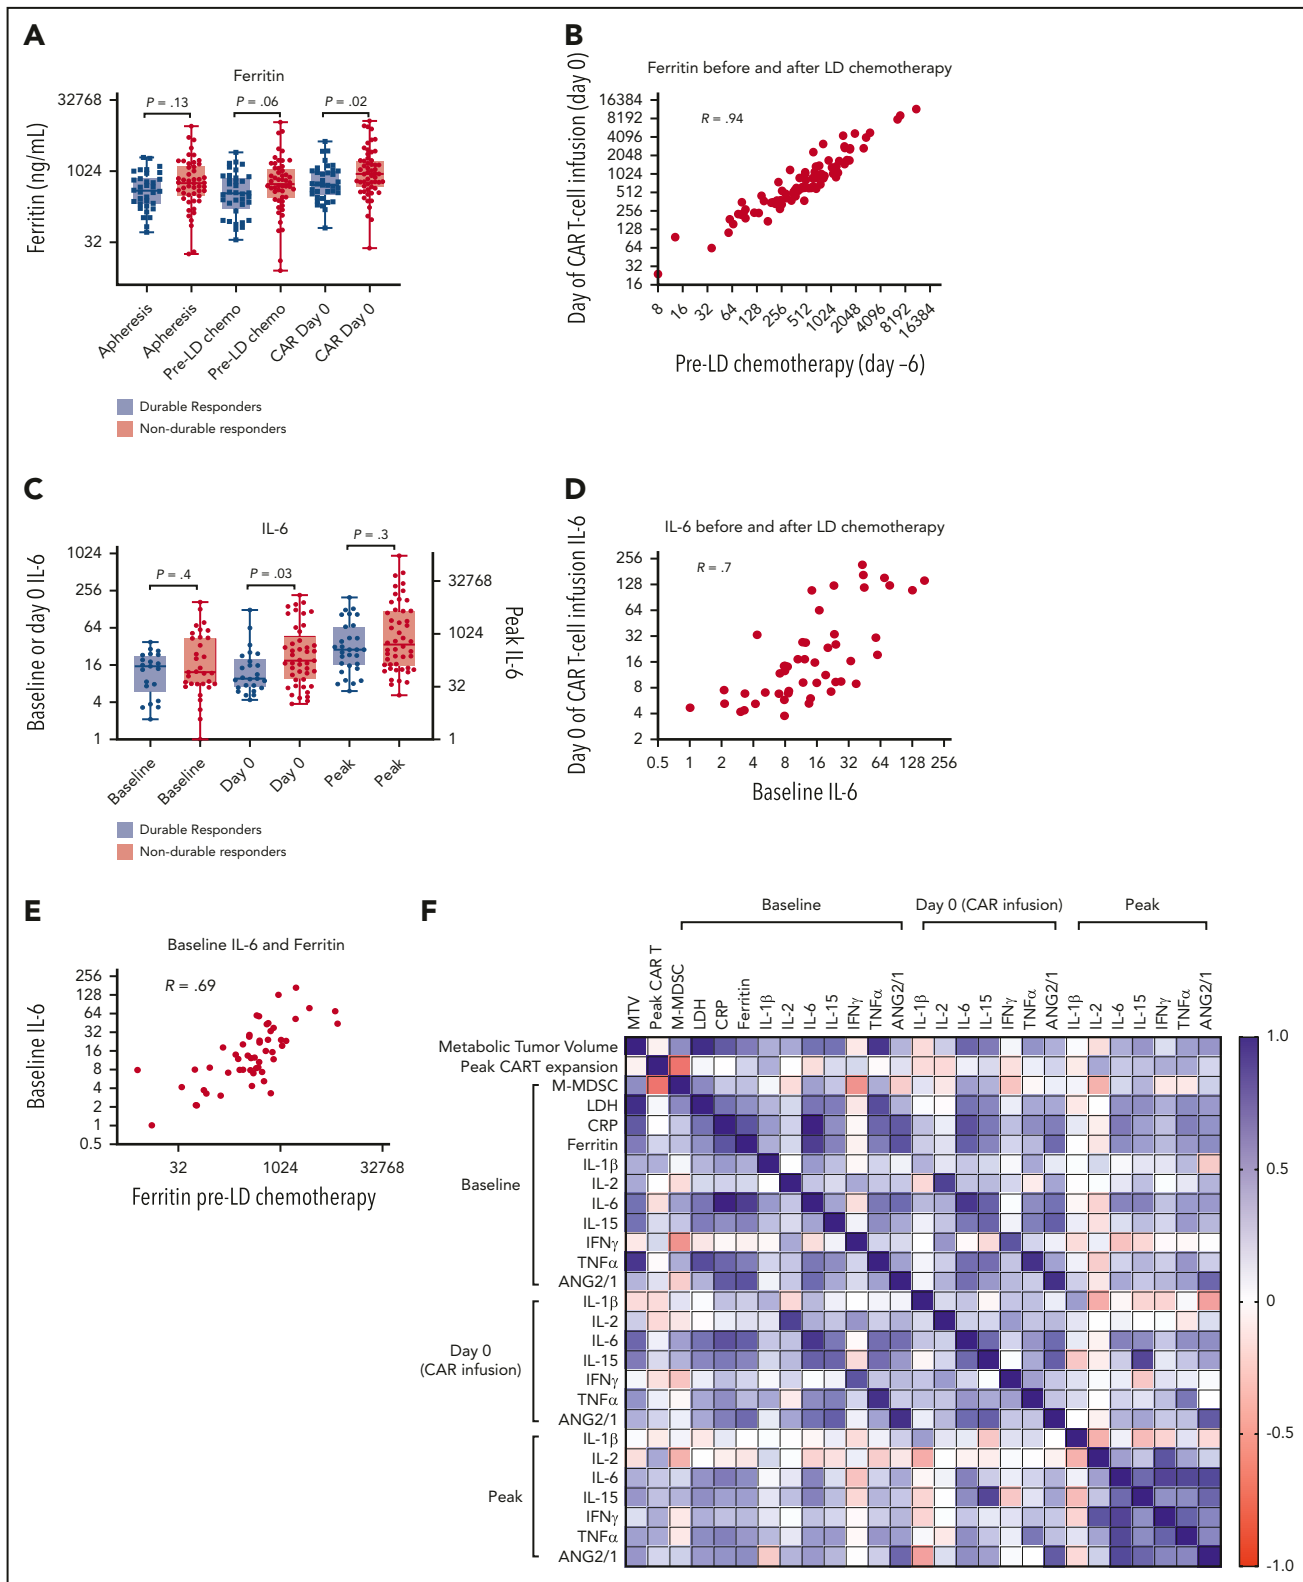 A
Ferritin
P = .13
P = .06
P = .02
32768
1024
32
Ferritin (ng/mL)
Apheresis
Apheresis
Pre-LD chemo
Pre-LD chemo
CAR Day 0
CAR Day 0
Durable Responders
Non-durable responders
B
Ferritin before and after LD chemotherapy
R = .94
Day of CAR T-cell infusion (day 0)
16384
8192
4096
2048
1024
512
256
128
64
32
16
8
16
32
64
128
256
512
1024
2048
4096
8192
16384
Pre-LD chemotherapy (day –6)
C
IL-6
P = .4
P = .03
P = .3
Baseline or day 0 IL-6
1024
256
64
16
4
1
32768
1024
32
1
Peak IL-6
Baseline
Baseline
Day 0
Day 0
Peak
Peak
Durable Responders
Non-durable responders
D
IL-6 before and after LD chemotherapy
R = .7
Day 0 of CAR T-cell infusion IL-6
256
128
64
32
16
8
4
2
0.5 1 2 4 8 16 32 64 128 256
Baseline IL-6
E
Baseline IL-6 and Ferritin
R = .69
Baseline IL-6
256
128
64
32
16
8
4
2
1
0.5
32 1024 32768
Ferritin pre-LD chemotherapy
F
Baseline
Day 0 (CAR infusion)
Peak
MTV
Peak CAR T
M-MDSC
LDH
CRP
Ferritin
IL-1β
IL-2
IL-6
IL-15
IFNγ
TNFα
ANG2/1
IL-1β
IL-2
IL-6
IL-15
IFNγ
TNFα
ANG2/1
IL-1β
IL-2
IL-6
IL-15
IFNγ
TNFα
ANG2/1
Metabolic Tumor Volume
Peak CART expansion
Baseline
M-MDSC
LDH
CRP
Ferritin
IL-1β
IL-2
IL-6
IL-15
IFNγ
TNFα
ANG2/1
Day 0
(CAR infusion)
IL-1β
IL-2
IL-6
IL-15
IFNγ
TNFα
ANG2/1
Peak
IL-1β
IL-2
IL-6
IL-15
IFNγ
TNFα
ANG2/1
1.0
0.5
0
-0.5
-1.0